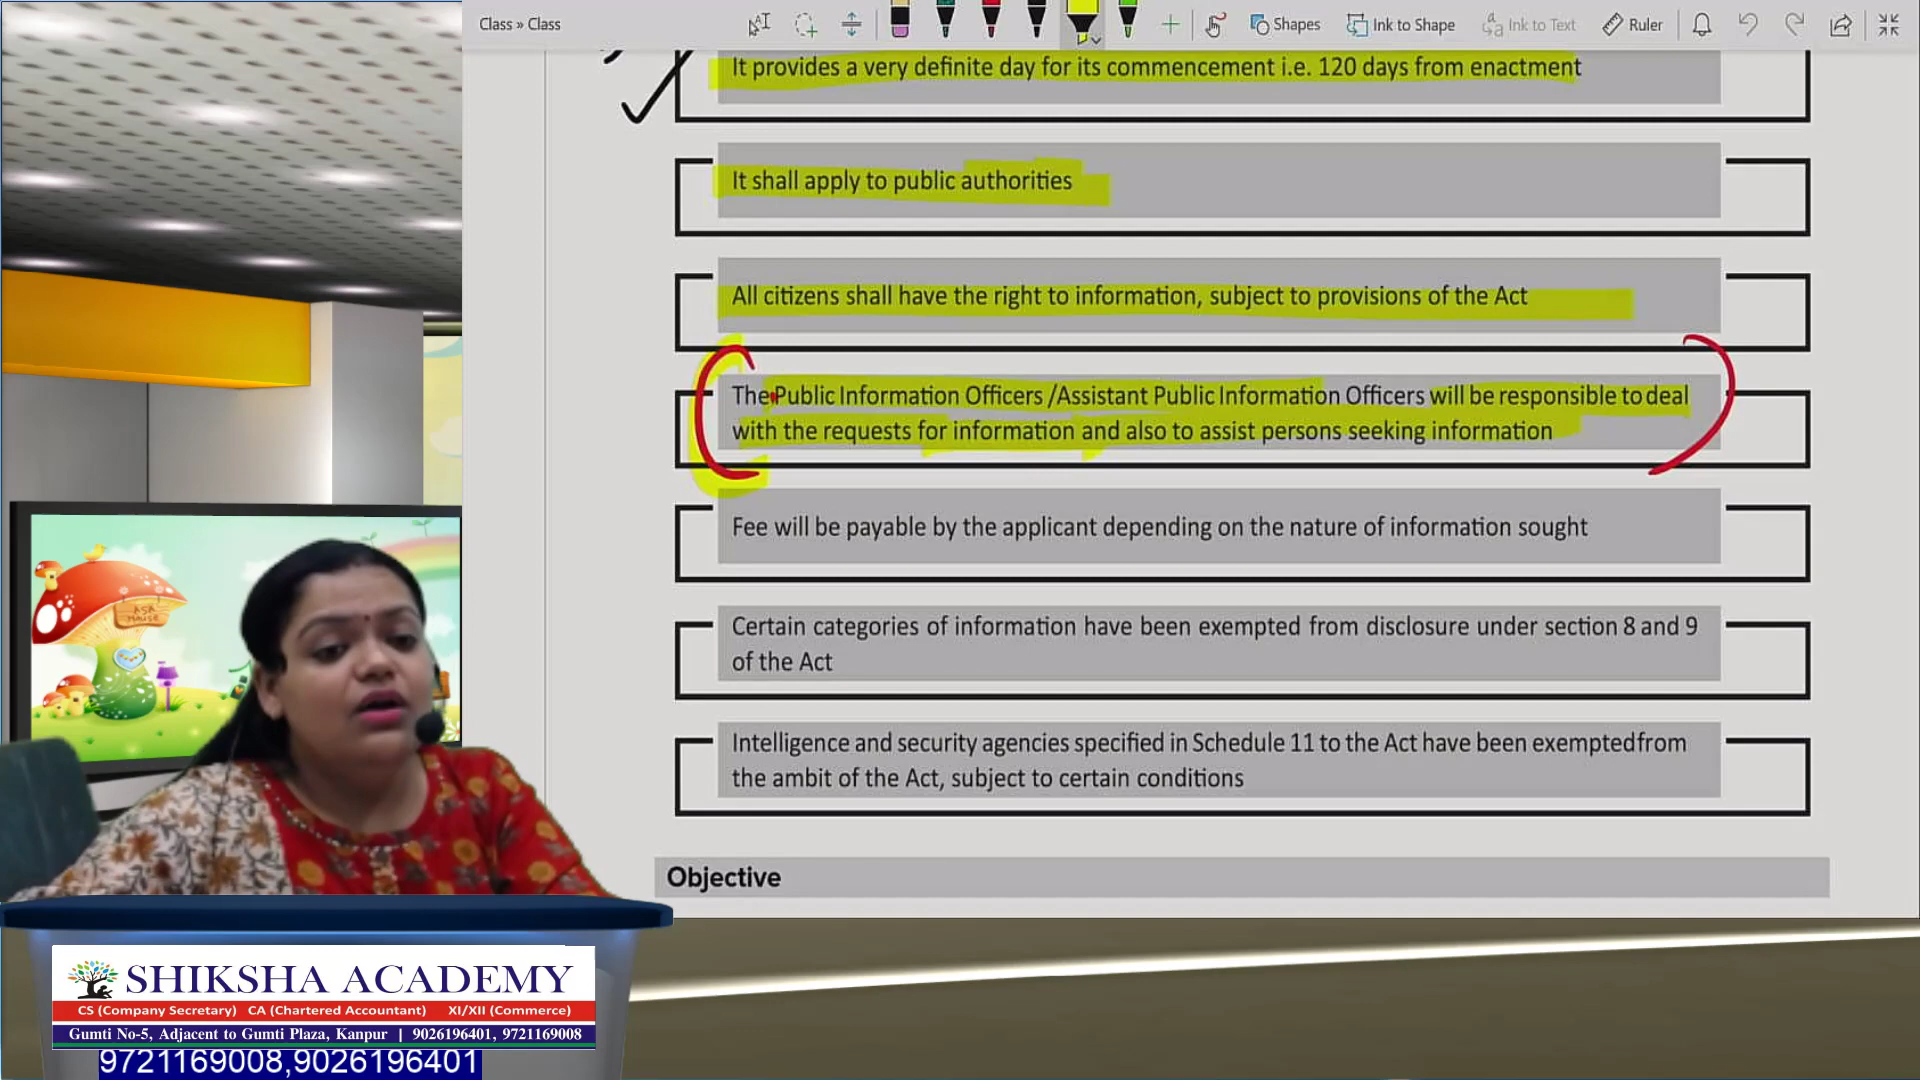 Class » Class
Shapes
Ink to Shape
Ink to Text
Ruler
It provides a very definite day for its commencement i.e. 120 days from enactment
It shall apply to public authorities
All citizens shall have the right to information, subject to provisions of the Act
The Public Information Officers /Assistant Public Information Officers will be responsible to deal
with the requests for information and also to assist persons seeking information
Fee will be payable by the applicant depending on the nature of information sought
Certain categories of information have been exempted from disclosure under section 8 and 9
of the Act
Intelligence and security agencies specified in Schedule 11 to the Act have been exempted from
the ambit of the Act, subject to certain conditions
Objective
ASA
House
SHIKSHA ACADEMY
CS (Company Secretary) CA (Chartered Accountant) XI/XII (Commerce)
Gumti No-5, Adjacent to Gumti Plaza, Kanpur | 9026196401, 9721169008
9721169008,9026196401